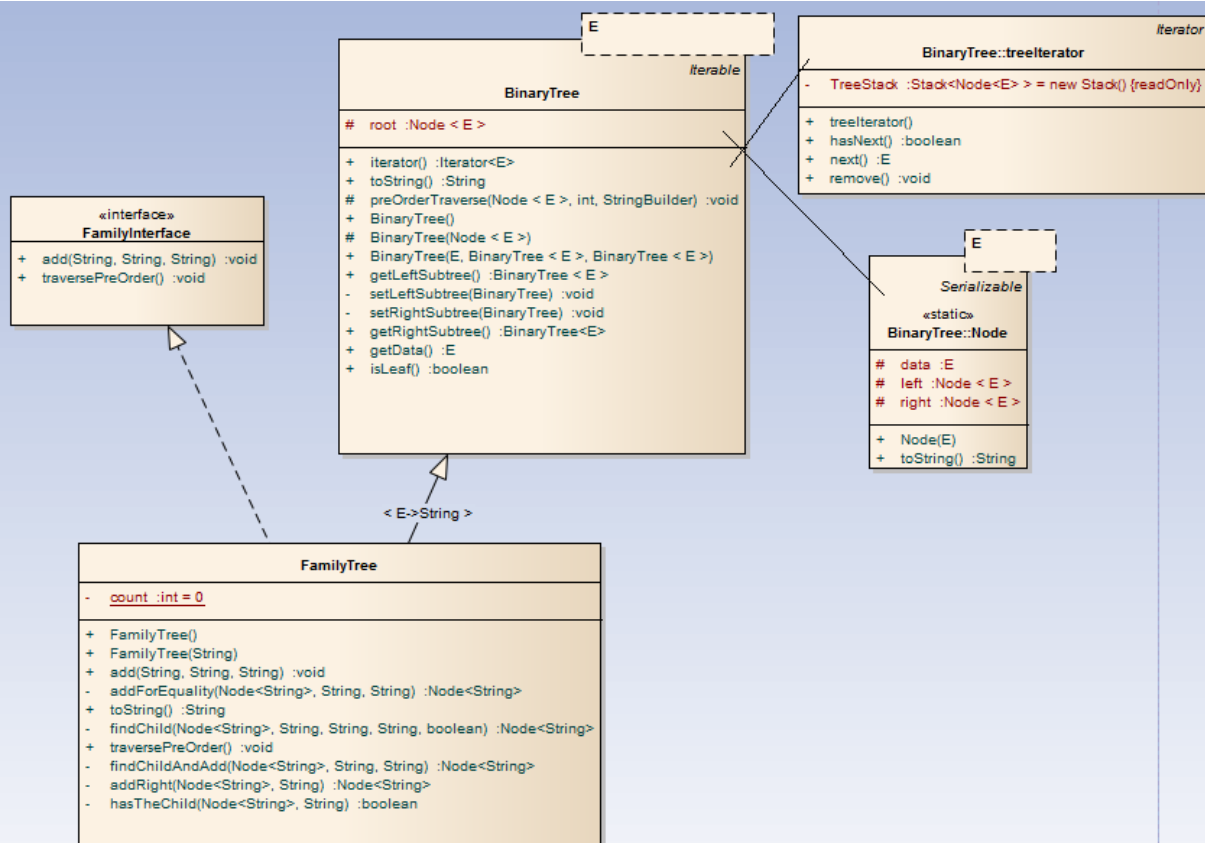 «interface»
FamilyInterface
+ add(String, String, String) :void
+ traversePreOrder() :void
E
Iterable
BinaryTree
# root :Node < E >
+ iterator() :Iterator<E>
+ toString() :String
# preOrderTraverse(Node < E >, int, StringBuilder) :void
+ BinaryTree()
# BinaryTree(Node < E >)
+ BinaryTree(E, BinaryTree < E >, BinaryTree < E >)
+ getLeftSubtree() :BinaryTree < E >
- setLeftSubtree(BinaryTree) :void
- setRightSubtree(BinaryTree) :void
+ getRightSubtree() :BinaryTree<E>
+ getData() :E
+ isLeaf() :boolean
Iterator
BinaryTree::treeIterator
- TreeStack :Stack<Node<E> > = new Stack() {readOnly}
+ treeIterator()
+ hasNext() :boolean
+ next() :E
+ remove() :void
E
Serializable
«static»
BinaryTree::Node
# data :E
# left :Node < E >
# right :Node < E >
+ Node(E)
+ toString() :String
< E->String >
FamilyTree
- count :int = 0
+ FamilyTree()
+ FamilyTree(String)
+ add(String, String, String) :void
- addForEquality(Node<String>, String, String) :Node<String>
+ toString() :String
- findChild(Node<String>, String, String, String, boolean) :Node<String>
+ traversePreOrder() :void
- findChildAndAdd(Node<String>, String, String) :Node<String>
- addRight(Node<String>, String) :Node<String>
- hasTheChild(Node<String>, String) :boolean